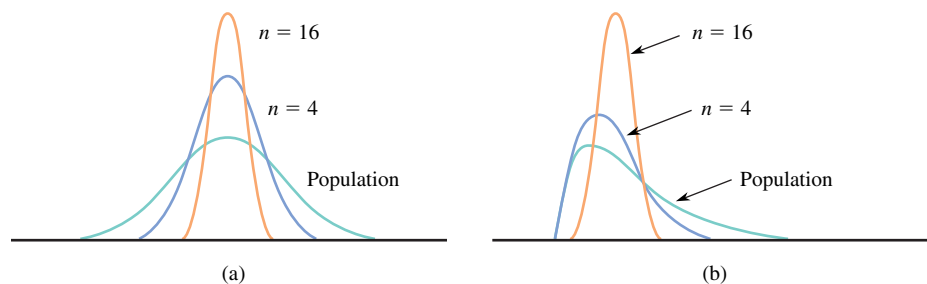 n = 16
n = 4
Population
(a)
n = 16
n = 4
Population
(b)